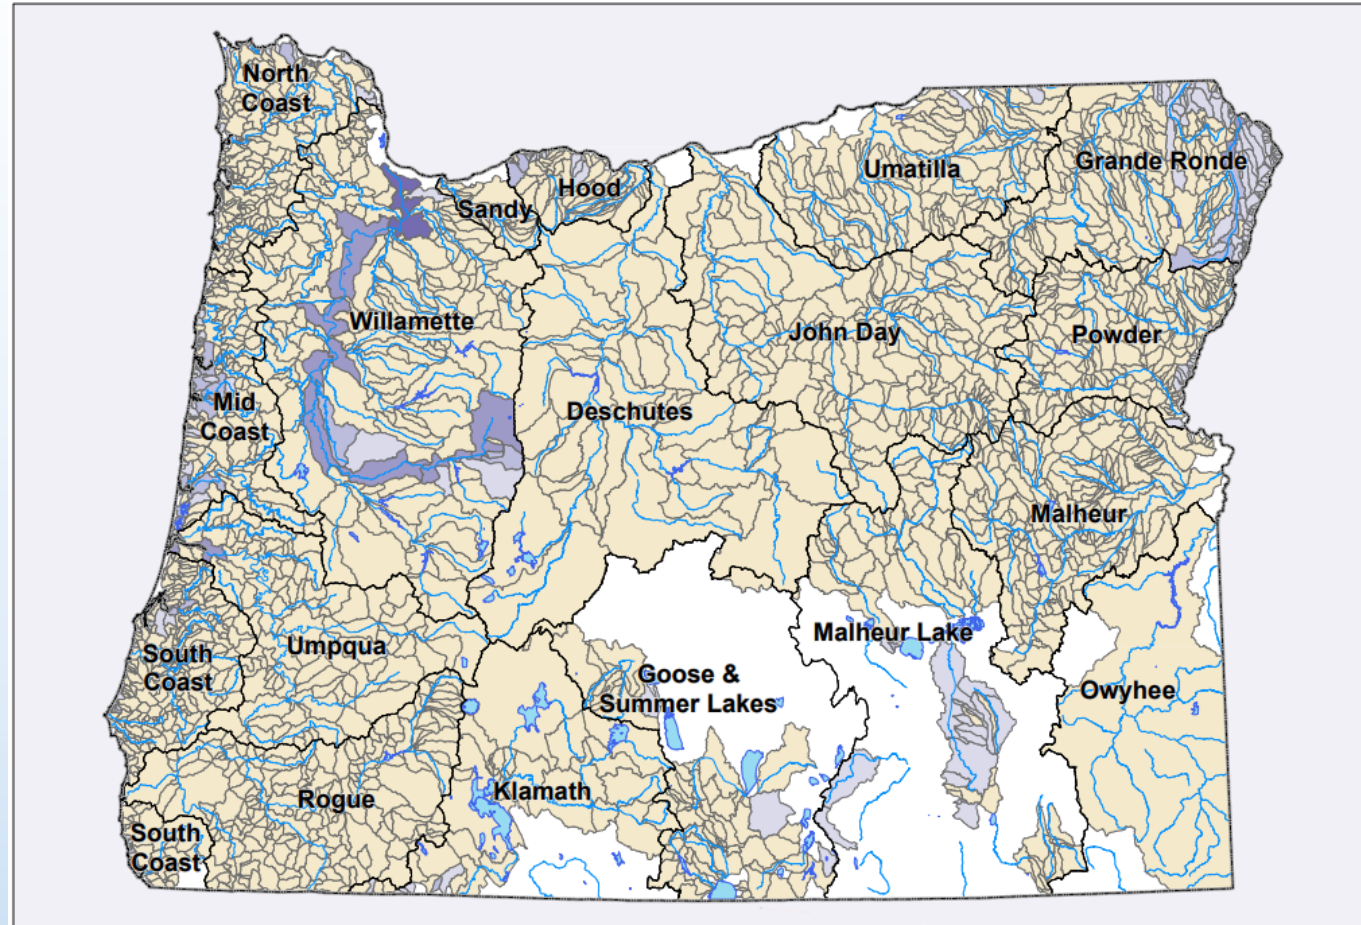 North
Coast
Umatilla
Grande Ronde
Hood
Sandy
Willamette
John Day
Powder
Mid
Coast
Deschutes
Malheur
South
Coast
Umpqua
Malheur Lake
Goose &
Summer Lakes
Owyhee
Rogue
Klamath
South
Coast